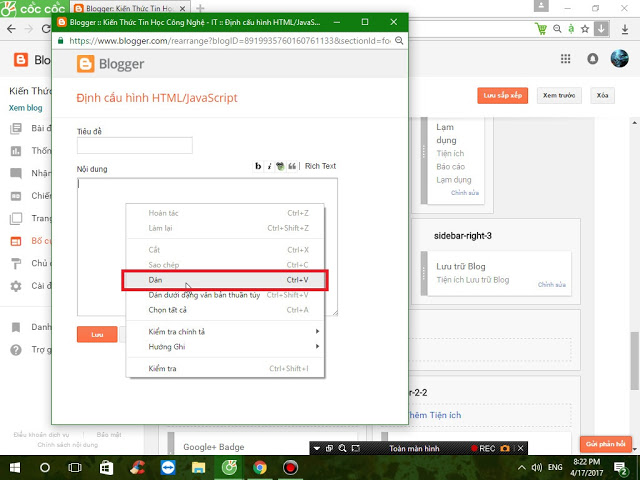 cốc cốc
Kiến Thức Tin Ho
Blogger :: Kiến Thức Tin Học Công Nghệ - IT :: Định cấu hình HTML/JavaS...
https://www.blogger.com/rearrange?blogID=8919935760160761133&sectionId=foo
Blogger
Định cấu hình HTML/JavaScript
Tiêu đề
Nội dung
b i Rich Text
Hoàn tác Ctrl+Z
Làm lại Ctrl+Shift+Z
Cắt Ctrl+X
Sao chép Ctrl+C
Dán Ctrl+V
Dán dưới dạng văn bản thuần túy Ctrl+Shift+V
Chọn tất cả Ctrl+A
Kiểm tra chính tả
Hướng Ghi
Kiểm tra Ctrl+Shift+I
Lưu
Blo
Kiến Thức
Xem blog
Bài đ
Thốn
Nhận
Chiến
Trang
Bố cụ
Chủ đ
Cài đ
Danh
Trợ g
Điều khoản dịch vụ Bảo mật
Chính sách nội dung
Lưu sắp xếp Xem trước Xóa
Lạm
dụng
Tiện ích
Báo cáo
Lạm dụng
Chỉnh sửa
sidebar-right-3
Lưu trữ Blog
Tiện ích Lưu trữ Blog
Chỉnh sửa
r-2-2
hêm Tiện ích
Google+ Badge
Toàn màn hình REC
Gửi phản hồi
ENG
8:22 PM
4/17/2017